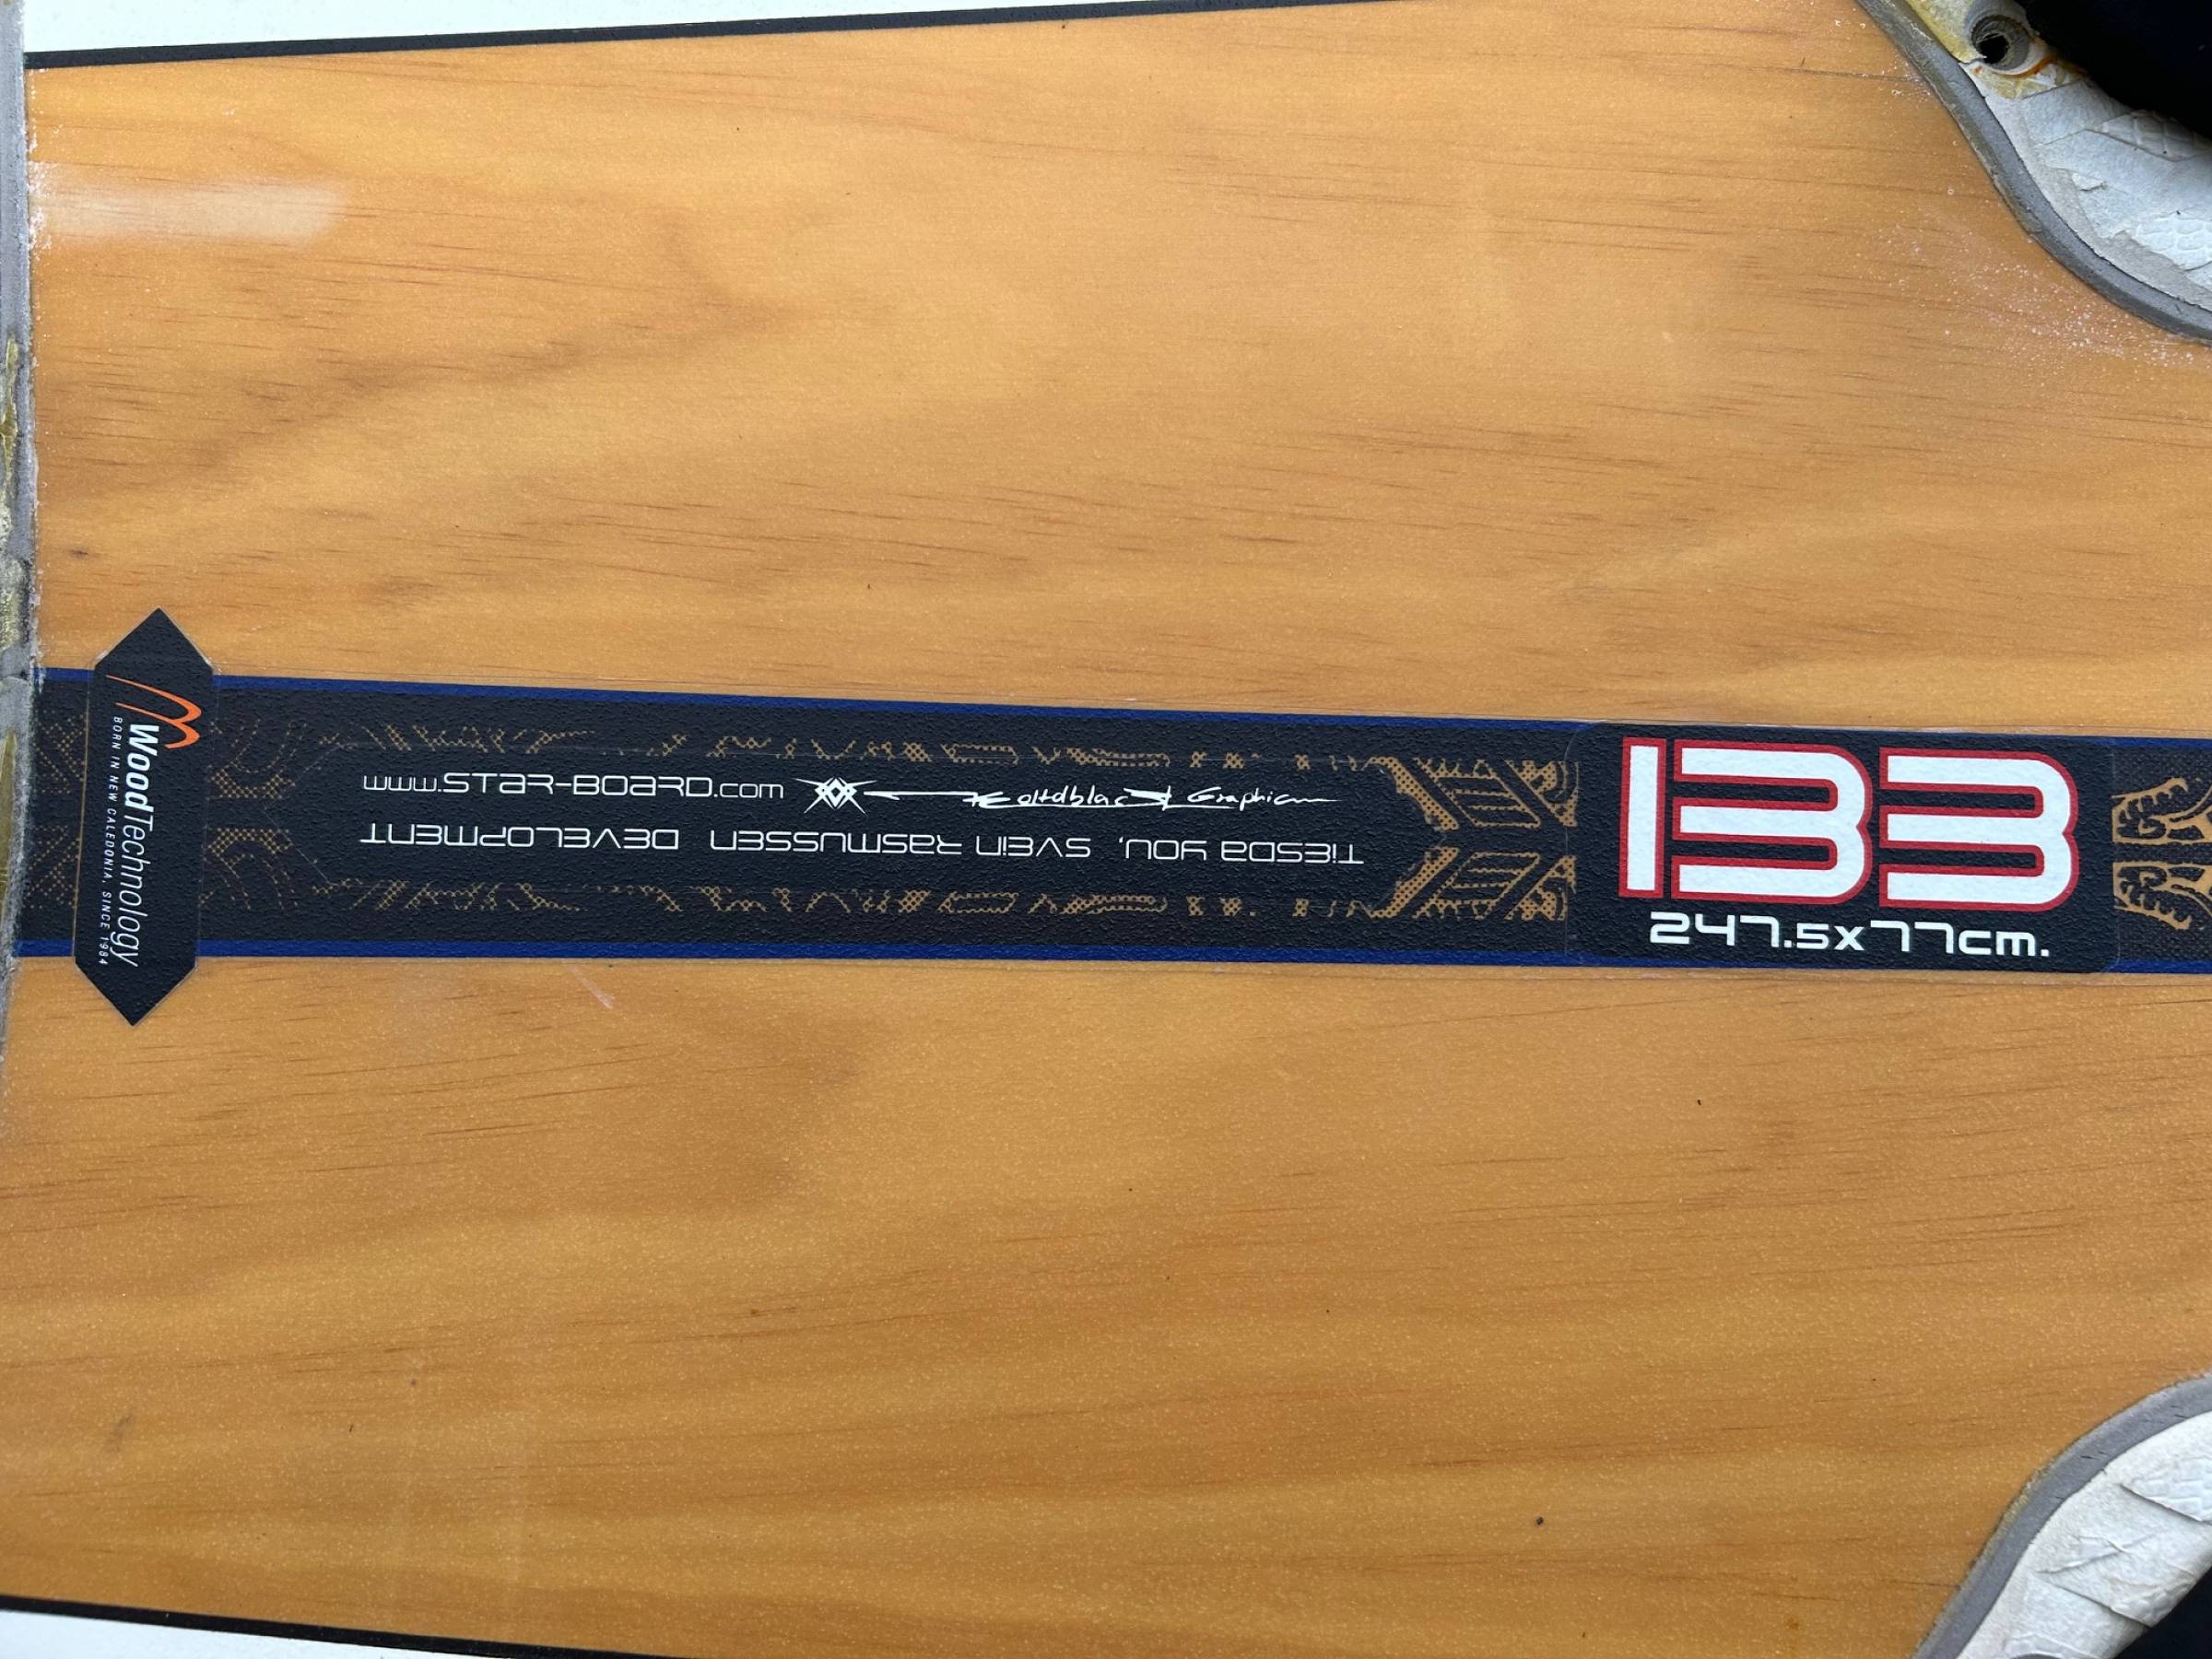 WoodTechnology
BORN IN NEW CALEDONIA, SINCE 1984
www.STAR-BOARD.com
Graphic
TIESDA YOU, SVEIN RASMUSSEN DEVELOPMENT
133
247.5x77cm.